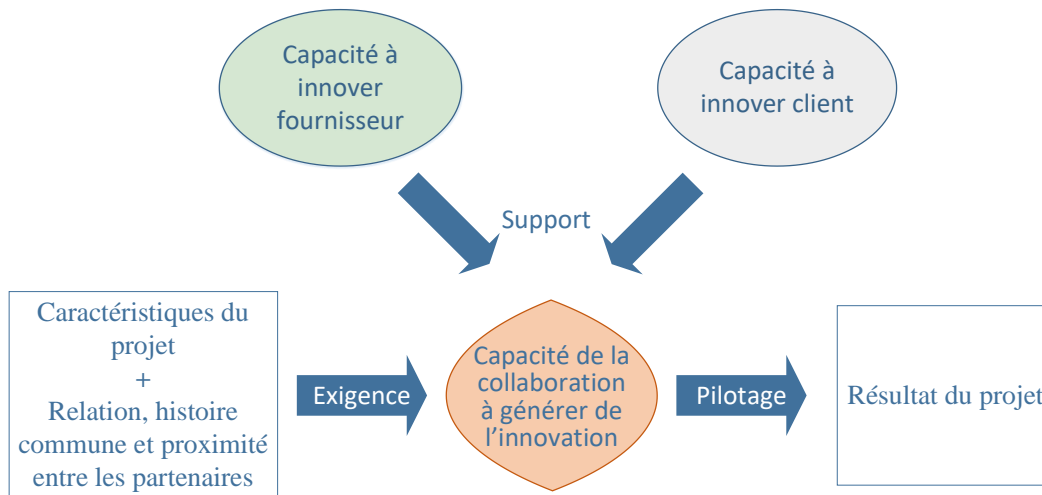 Capacité à
innover
fournisseur
Capacité à
innover client
Support
Caractéristiques du
projet
+
Relation, histoire
commune et proximité
entre les partenaires
Exigence
Capacité de la
collaboration
à générer de
l’innovation
Pilotage
Résultat du projet